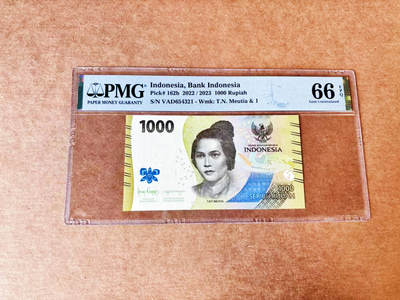 PMG
PAPER MONEY GUARANTY
Indonesia, Bank Indonesia
Pick# 162b 2022 / 2023 1000 Rupiah
S/N VAD654321 - Wmk: T.N. Meutia & 1
66 EPQ
Gem Uncirculated
1000
INDONESIA
1000